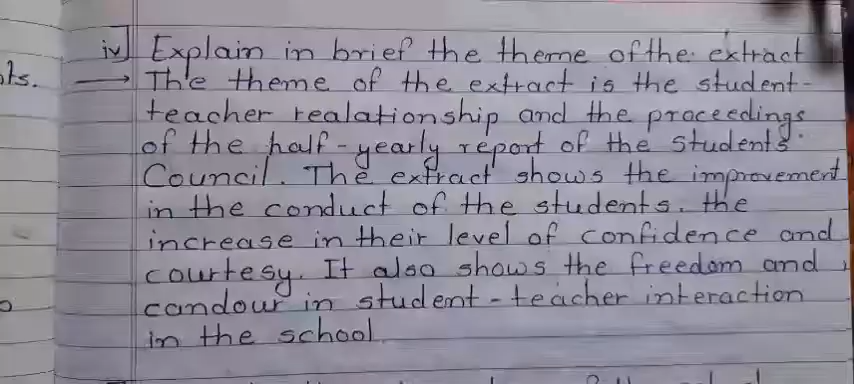 iv] Explain in brief the theme of the extract
ts.
→ The theme of the extract is the student-
teacher realationship and the proceedings
of the half-yearly report of the students'
Council. The extract shows the improvement
in the conduct of the students. the
increase in their level of confidence and
courtesy. It also shows the freedom and
candour in student-teacher interaction
in the school.